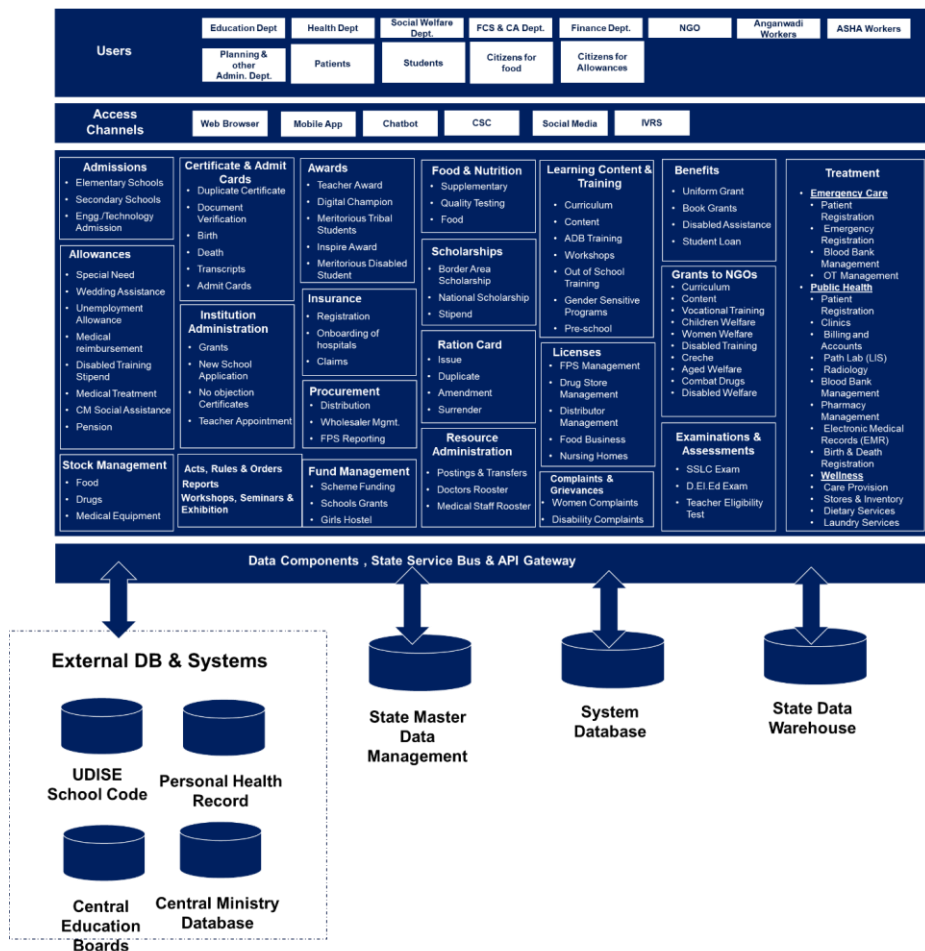 Users
Education Dept
Health Dept
Social Welfare
Dept.
FCS & CA Dept.
Finance Dept.
NGO
Anganwadi
Workers
ASHA Workers
Planning &
other
Admin. Dept.
Patients
Students
Citizens for
food
Citizens for
Allowances
Access
Channels
Web Browser
Mobile App
Chatbot
CSC
Social Media
IVRS
Admissions
• Elementary Schools
• Secondary Schools
• Engg./Technology
Admission
Allowances
• Special Need
• Wedding Assistance
• Unemployment
Allowance
• Medical
reimbursement
• Disabled Training
Stipend
• Medical Treatment
• CM Social Assistance
• Pension
Stock Management
• Food
• Drugs
• Medical Equipment
Certificate & Admit
Cards
• Duplicate Certificate
• Document
Verification
• Birth
• Death
• Transcripts
• Admit Cards
Institution
Administration
• Grants
• New School
Application
• No objection
Certificates
• Teacher Appointment
Acts, Rules & Orders
Reports
Workshops, Seminars &
Exhibition
Awards
• Teacher Award
• Digital Champion
• Meritorious Tribal
Students
• Inspire Award
• Meritorious Disabled
Student
Insurance
• Registration
• Onboarding of
hospitals
• Claims
Procurement
• Distribution
• Wholesaler Mgmt.
• FPS Reporting
Fund Management
• Scheme Funding
• Schools Grants
• Girls Hostel
Food & Nutrition
• Supplementary
• Quality Testing
• Food
Scholarships
• Border Area
Scholarship
• National Scholarship
• Stipend
Ration Card
• Issue
• Duplicate
• Amendment
• Surrender
Resource
Administration
• Postings & Transfers
• Doctors Rooster
• Medical Staff Rooster
Learning Content &
Training
• Curriculum
• Content
• ADB Training
• Workshops
• Out of School
Training
• Gender Sensitive
Programs
• Pre-school
Licenses
• FPS Management
• Drug Store
Management
• Distributor
Management
• Food Business
• Nursing Homes
Complaints &
Grievances
• Women Complaints
• Disability Complaints
Benefits
• Uniform Grant
• Book Grants
• Disabled Assistance
• Student Loan
Grants to NGOs
• Curriculum
• Content
• Vocational Training
• Children Welfare
• Women Welfare
• Disabled Training
• Creche
• Aged Welfare
• Combat Drugs
• Disabled Welfare
Examinations &
Assessments
• SSLC Exam
• D.El.Ed Exam
• Teacher Eligibility
Test
Treatment
• Emergency Care
• Patient
Registration
• Emergency
Registration
• Blood Bank
Management
• OT Management
• Public Health
• Patient
Registration
• Clinics
• Billing and
Accounts
• Path Lab (LIS)
• Radiology
• Blood Bank
Management
• Pharmacy
Management
• Electronic Medical
Records (EMR)
• Birth & Death
Registration
• Wellness
• Care Provision
• Stores & Inventory
• Dietary Services
• Laundry Services
Data Components , State Service Bus & API Gateway
External DB & Systems
UDISE
School Code
Personal Health
Record
Central
Education
Boards
Central Ministry
Database
State Master
Data
Management
System
Database
State Data
Warehouse